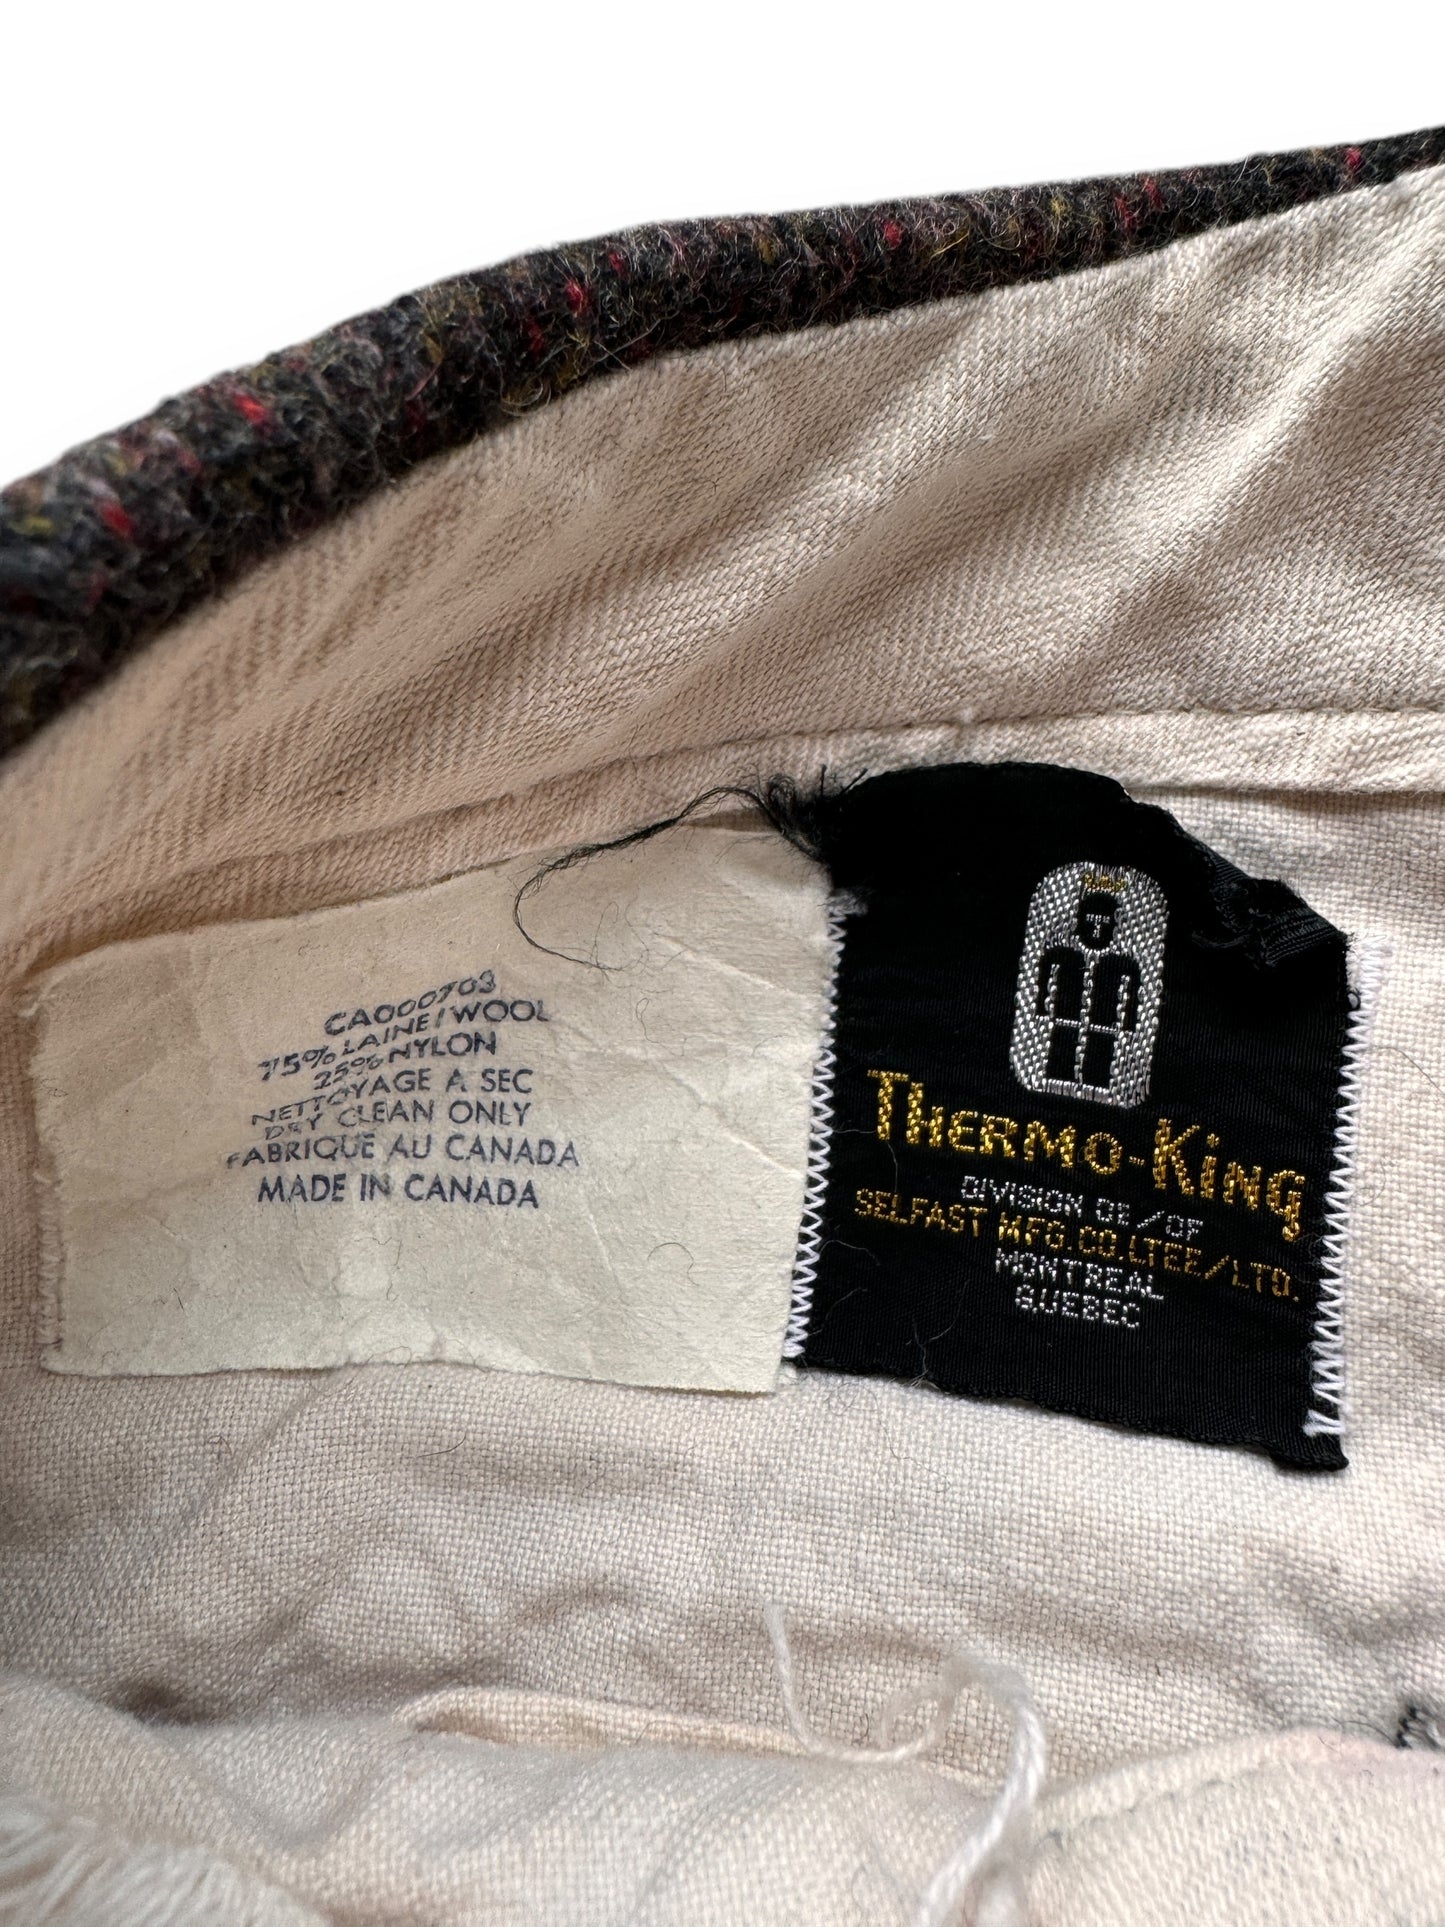 CA000703
75% LAINE/WOOL
25% NYLON
NETTOYAGE A SEC
DRY CLEAN ONLY
FABRIQUE AU CANADA
MADE IN CANADA
THERMO-KING
DIVISION DE/OF
SELFAST MFG.CO.LTEE/LTD.
MONTREAL
QUEBEC